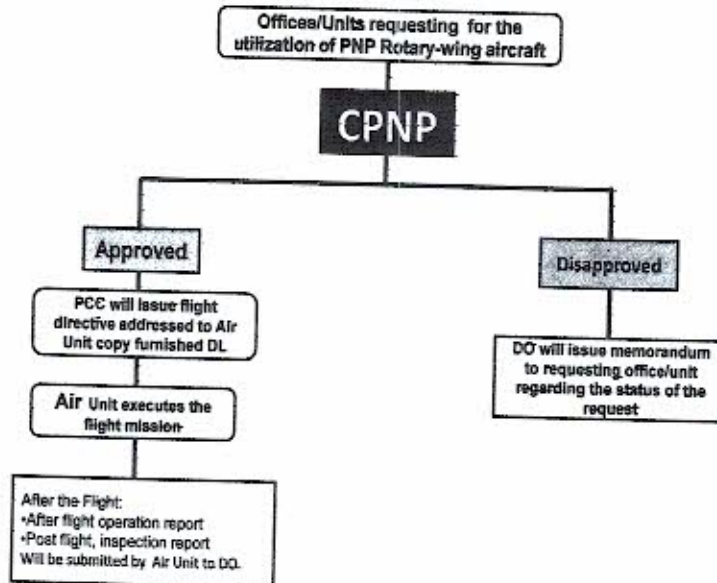 Offices/Units requesting for the
utilization of PNP Rotary-wing aircraft
CPNP
Approved
Disapproved
PCC will issue flight
directive addressed to Air
Unit copy furnished DL
DO will issue memorandum
to requesting office/unit
regarding the status of the
request
Air Unit executes the
flight mission
After the Flight:
•After flight operation report
•Post flight, inspection report
Will be submitted by Air Unit to DO.